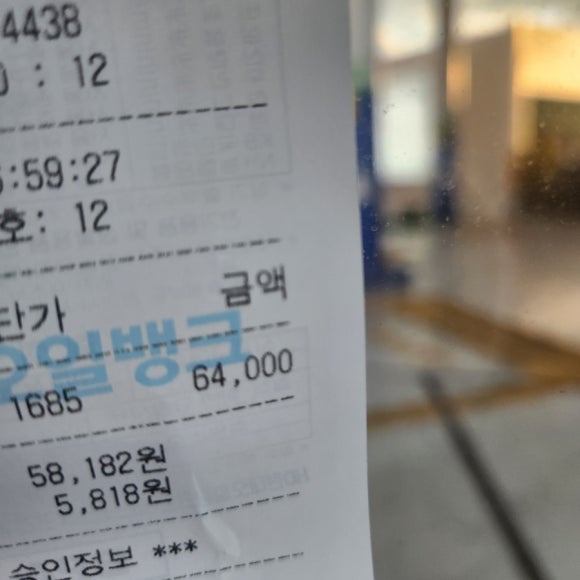 4438
: 12
:59:27
호: 12
단가 금액
오일뱅크
1685 64,000
58,182원
5,818원
승인정보 ***